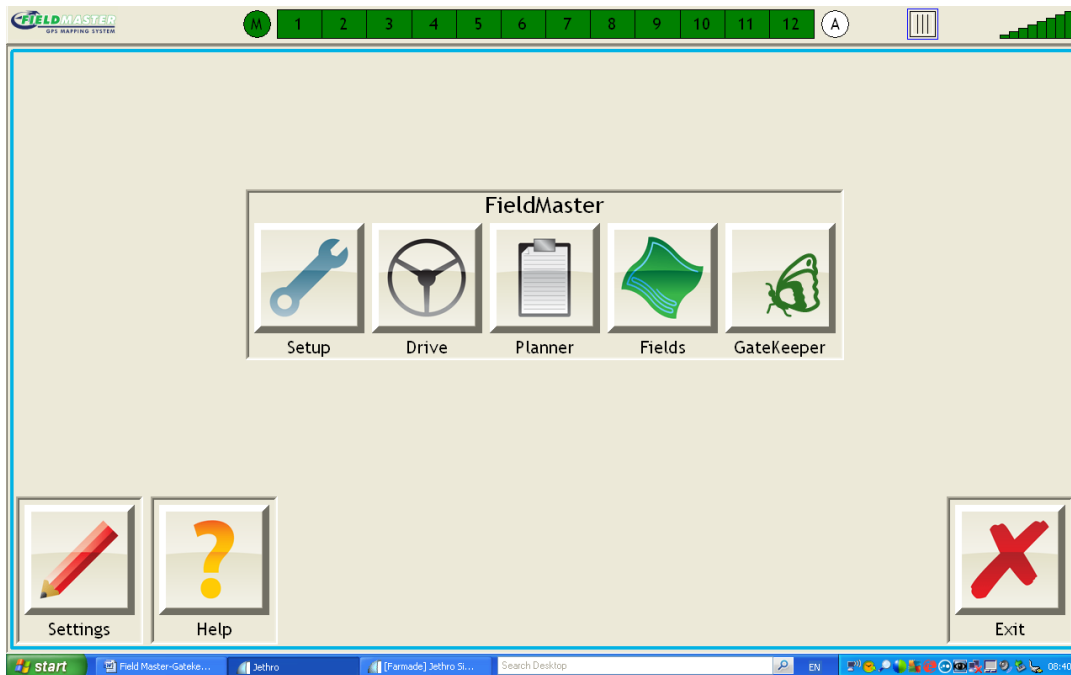 FIELDMASTER
GPS MAPPING SYSTEM
M 1 2 3 4 5 6 7 8 9 10 11 12 A
FieldMaster
Setup Drive Planner Fields GateKeeper
Settings Help Exit
start Field Master-Gateke... Jethro [Farmade] Jethro Si... Search Desktop EN 08:40